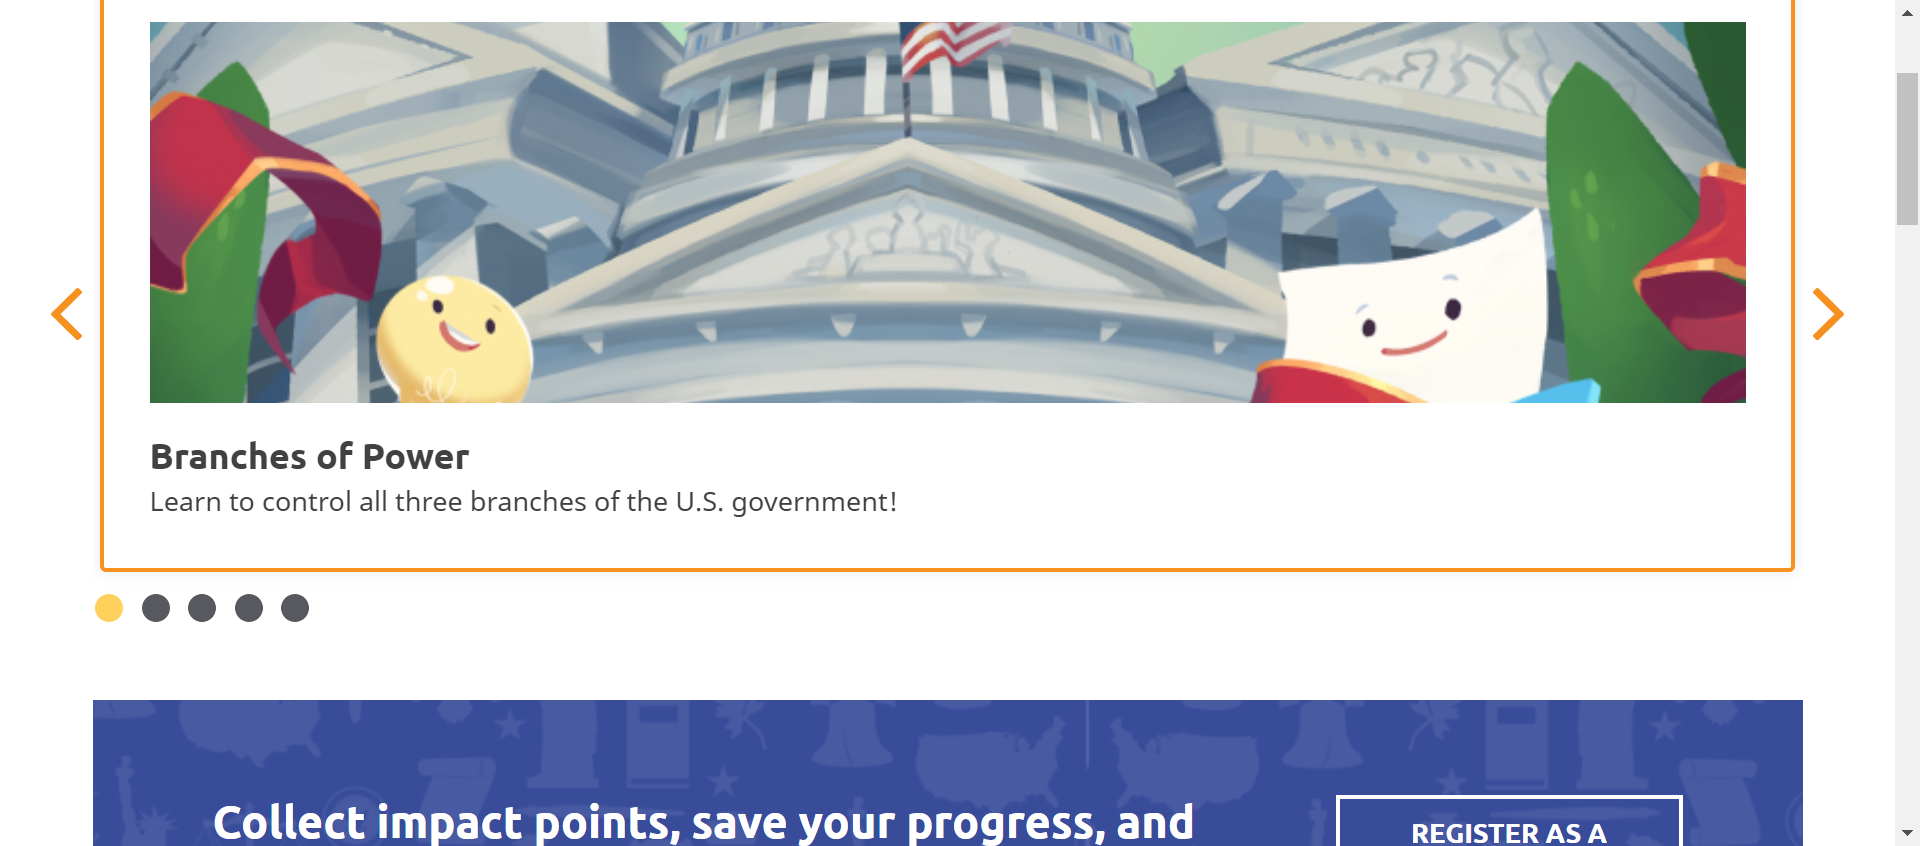 Branches of Power
Learn to control all three branches of the U.S. government!
Collect impact points, save your progress, and
REGISTER AS A